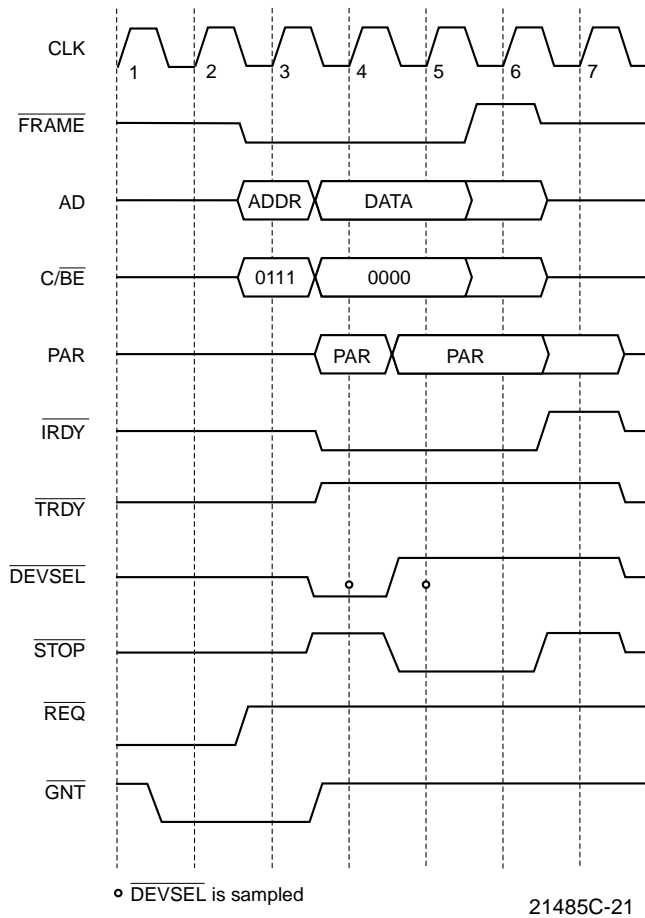 CLK
1 2 3 4 5 6 7
FRAME
AD ADDR DATA
C/BE 0111 0000
PAR PAR PAR
IRDY
TRDY
DEVSEL
STOP
REQ
GNT
DEVSEL is sampled
21485C-21